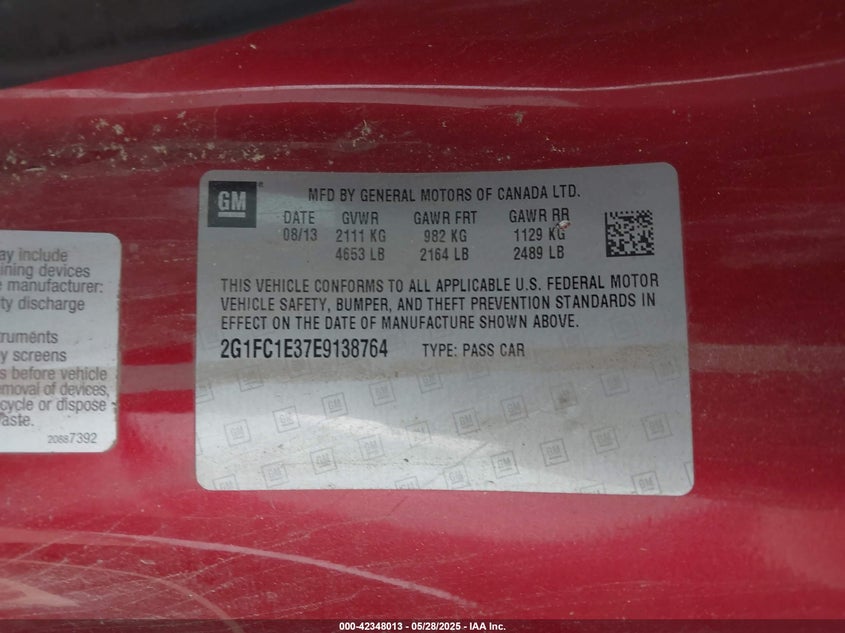 GM
MFD BY GENERAL MOTORS OF CANADA LTD.
DATE GVWR GAWR FRT GAWR RR
08/13 2111 KG 982 KG 1129 KG
4653 LB 2164 LB 2489 LB
THIS VEHICLE CONFORMS TO ALL APPLICABLE U.S. FEDERAL MOTOR
VEHICLE SAFETY, BUMPER, AND THEFT PREVENTION STANDARDS IN
EFFECT ON THE DATE OF MANUFACTURE SHOWN ABOVE.
2G1FC1E37E9138764 TYPE: PASS CAR
ay include
ining devices
e manufacturer:
ity discharge
struments
y screens
s before vehicle
emoval of devices,
cycle or dispose
aste.
20887392
000-42348013 - 05/28/2025 - IAA Inc.